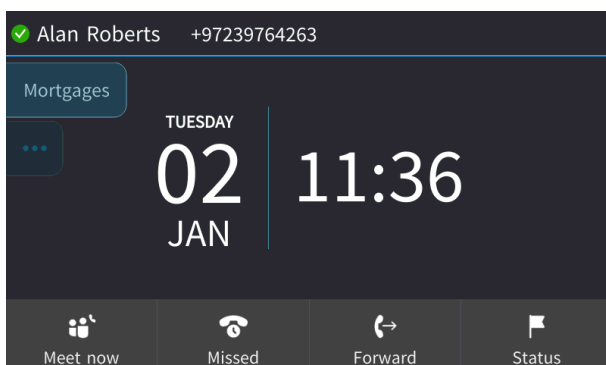 Alan Roberts +97239764263
Mortgages
TUESDAY
02
JAN
11:36
Meet now Missed Forward Status